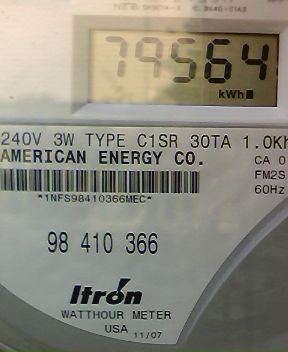 79564
kWh
240V 3W TYPE C1SR 30TA 1.0Kh
AMERICAN ENERGY CO.
CA 0
FM2S
60Hz
*1NFS98410366MEC*
98 410 366
Itrón
WATTHOUR METER
USA 11/07